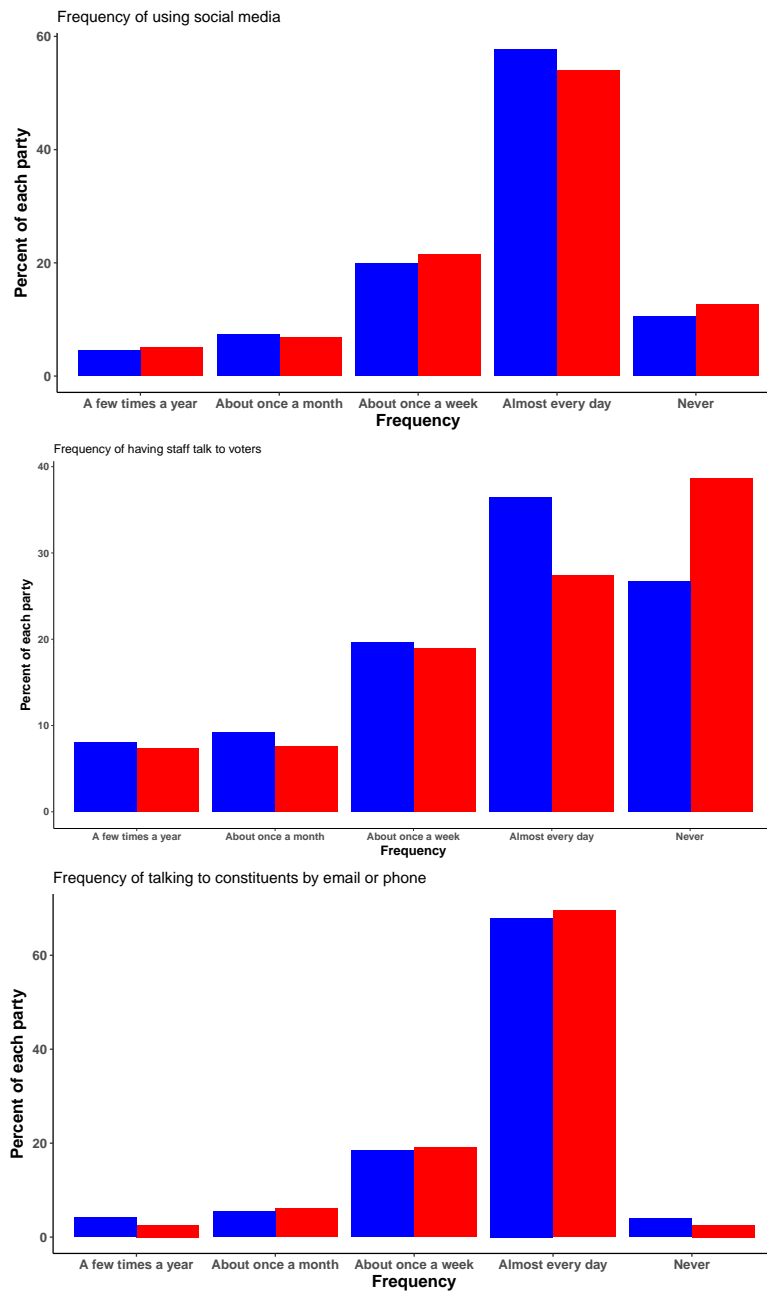 Frequency of using social media
60
40
20
0
Percent of each party
A few times a year About once a month About once a week Almost every day Never
Frequency
Frequency of having staff talk to voters
40
30
20
10
0
Percent of each party
A few times a year About once a month About once a week Almost every day Never
Frequency
Frequency of talking to constituents by email or phone
60
40
20
0
Percent of each party
A few times a year About once a month About once a week Almost every day Never
Frequency